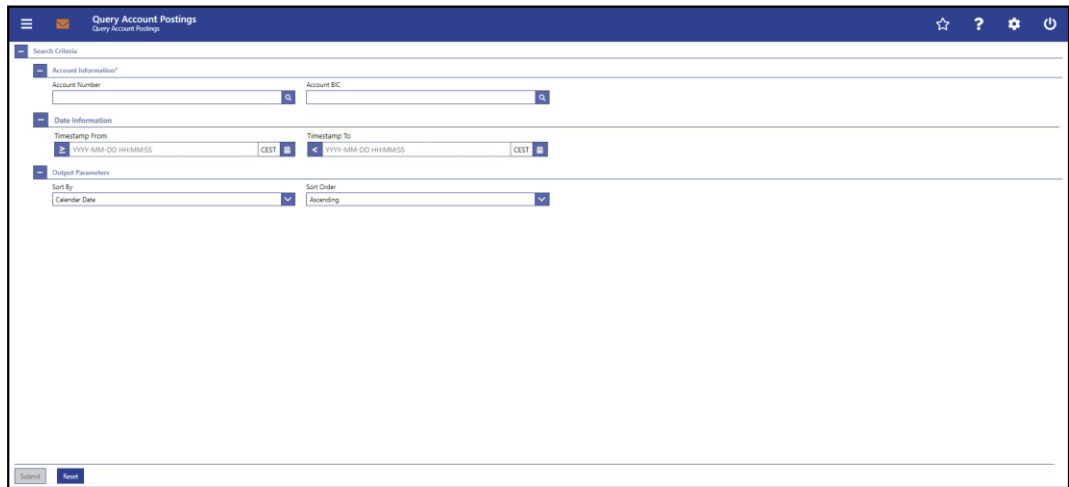 Query Account Postings
Query Account Postings
?
− Search Criteria
− Account Information*
Account Number Account BIC
− Date Information
Timestamp From Timestamp To
≥ YYYY-MM-DD HH:MM:SS CEST < YYYY-MM-DD HH:MM:SS CEST
− Output Parameters
Sort By Sort Order
Calendar Date Ascending
Submit Reset